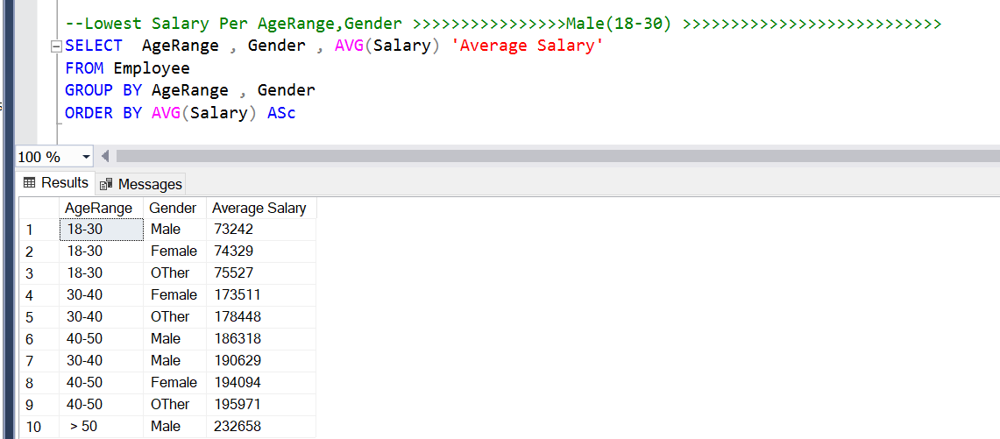 --Lowest Salary Per AgeRange,Gender >>>>>>>>>>>>>>>>Male(18-30) >>>>>>>>>>>>>>>>>>>>>>>>>>>
SELECT  AgeRange , Gender , AVG(Salary) 'Average Salary'
FROM Employee
GROUP BY AgeRange , Gender
ORDER BY AVG(Salary) ASc
100 %
Results Messages
AgeRange Gender Average Salary
1 18-30 Male 73242
2 18-30 Female 74329
3 18-30 OTher 75527
4 30-40 Female 173511
5 30-40 OTher 178448
6 40-50 Male 186318
7 30-40 Male 190629
8 40-50 Female 194094
9 40-50 OTher 195971
10 > 50 Male 232658